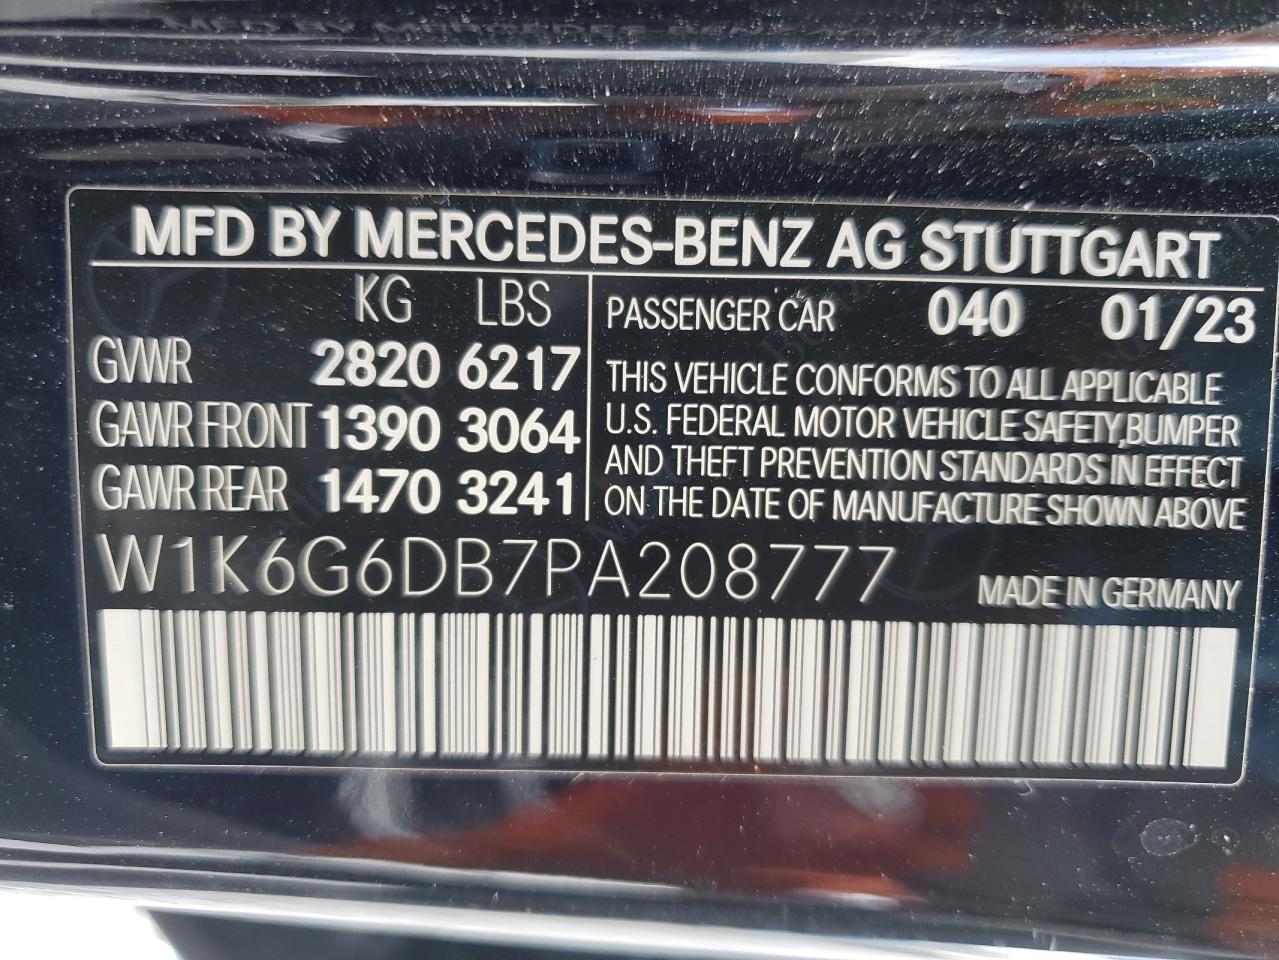 MFD BY MERCEDES-BENZ AG STUTTGART
KG LBS
GVWR 2820 6217
GAWR FRONT 1390 3064
GAWR REAR 1470 3241
PASSENGER CAR 040 01/23
THIS VEHICLE CONFORMS TO ALL APPLICABLE
U.S. FEDERAL MOTOR VEHICLE SAFETY,BUMPER
AND THEFT PREVENTION STANDARDS IN EFFECT
ON THE DATE OF MANUFACTURE SHOWN ABOVE
W1K6G6DB7PA208777
MADE IN GERMANY